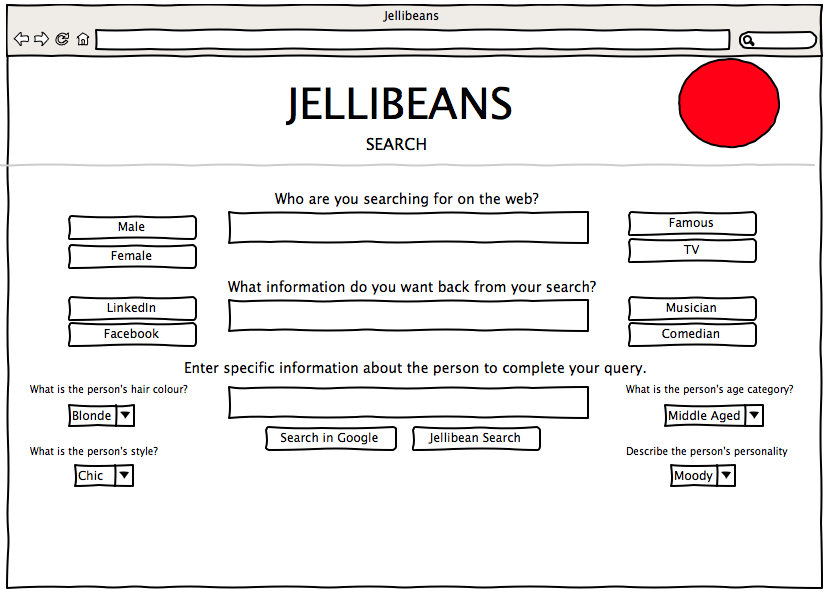 Jellibeans
JELLIBEANS
SEARCH
Who are you searching for on the web?
Male
Female
Famous
TV
What information do you want back from your search?
LinkedIn
Facebook
Musician
Comedian
Enter specific information about the person to complete your query.
What is the person's hair colour?
Blonde
What is the person's age category?
Middle Aged
Search in Google
Jellibean Search
What is the person's style?
Chic
Describe the person's personality
Moody